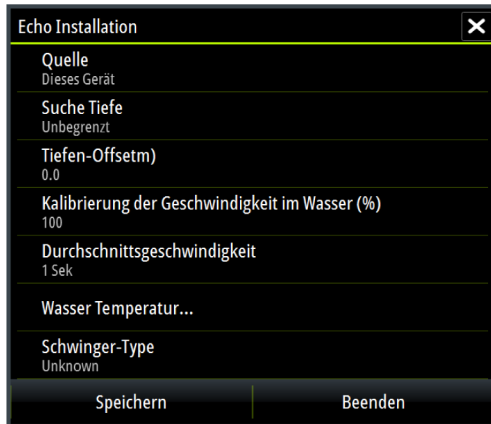 Echo Installation
Quelle
Dieses Gerät
Suche Tiefe
Unbegrenzt
Tiefen-Offsetm)
0.0
Kalibrierung der Geschwindigkeit im Wasser (%)
100
Durchschnittsgeschwindigkeit
1 Sek
Wasser Temperatur...
Schwinger-Type
Unknown
Speichern
Beenden